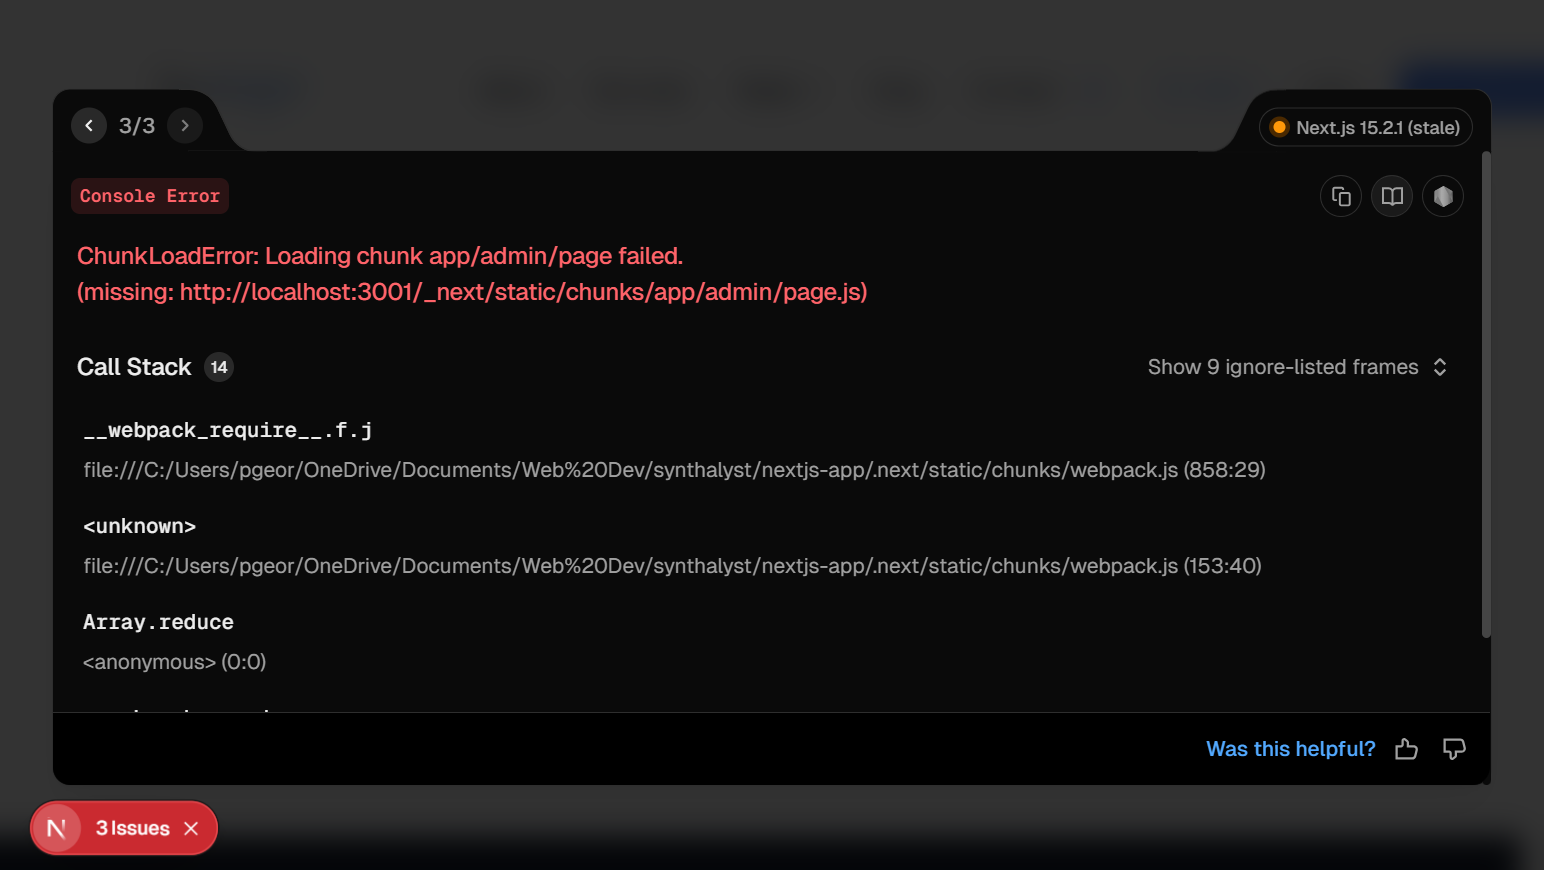 3/3
Next.js 15.2.1 (stale)
Console Error
ChunkLoadError: Loading chunk app/admin/page failed.
(missing: http://localhost:3001/_next/static/chunks/app/admin/page.js)
Call Stack 14
Show 9 ignore-listed frames
__webpack_require__.f.j
file:///C:/Users/pgeor/OneDrive/Documents/Web%20Dev/synthalyst/nextjs-app/.next/static/chunks/webpack.js (858:29)
<unknown>
file:///C:/Users/pgeor/OneDrive/Documents/Web%20Dev/synthalyst/nextjs-app/.next/static/chunks/webpack.js (153:40)
Array.reduce
<anonymous> (0:0)
Was this helpful?
N 3 Issues